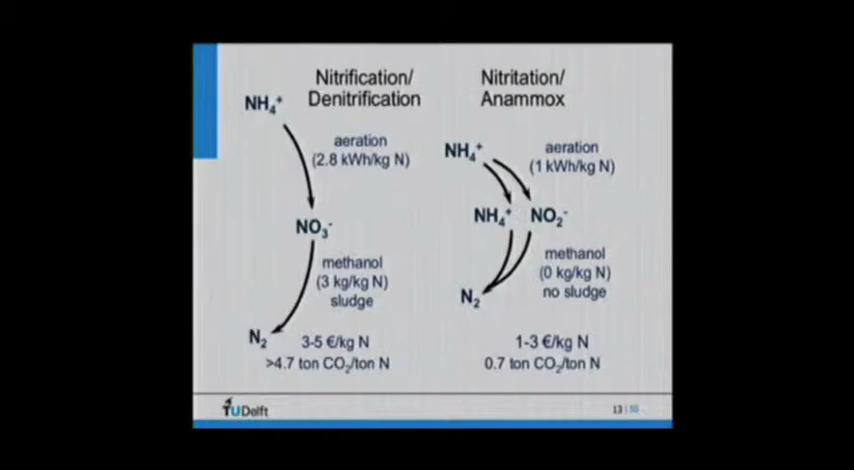 Nitrification/
Denitrification
NH₄⁺
aeration
(2.8 kWh/kg N)
NO₃⁻
methanol
(3 kg/kg N)
sludge
N₂
3-5 €/kg N
>4.7 ton CO₂/ton N
Nitritation/
Anammox
NH₄⁺
aeration
(1 kWh/kg N)
NH₄⁺ NO₂⁻
methanol
(0 kg/kg N)
no sludge
N₂
1-3 €/kg N
0.7 ton CO₂/ton N
TUDelft
13 | 50